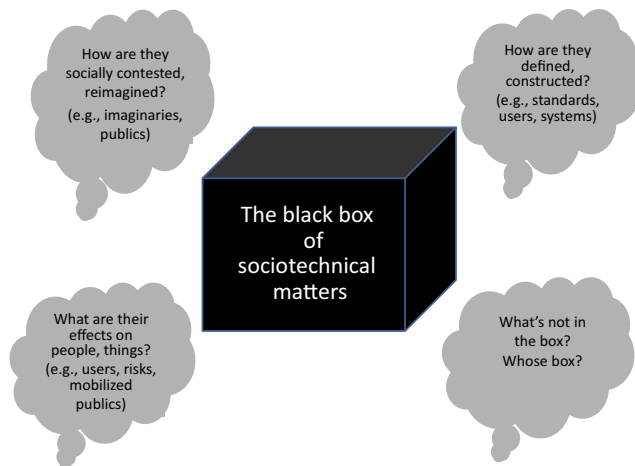 How are they
socially contested,
reimagined?
(e.g., imaginaries,
publics)
How are they
defined,
constructed?
(e.g., standards,
users, systems)
The black box
of
sociotechnical
matters
What are their
effects on
people, things?
(e.g., users, risks,
mobilized
publics)
What's not in
the box?
Whose box?